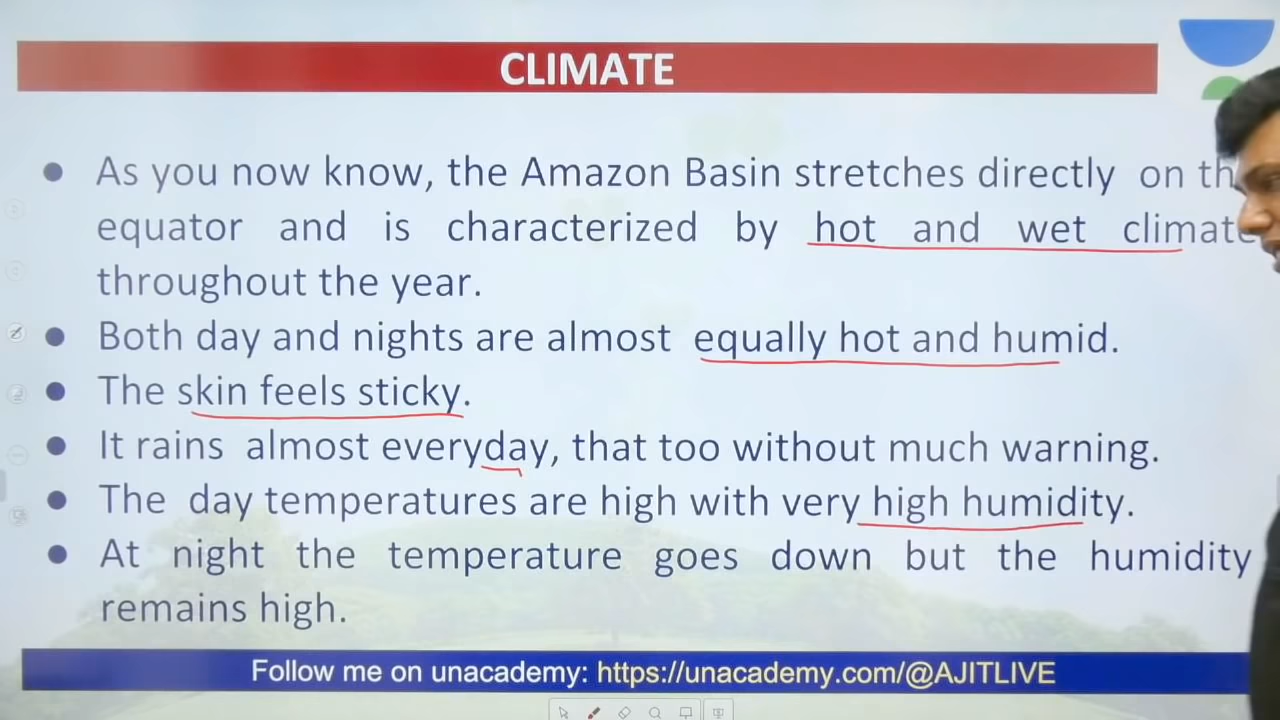 CLIMATE
● As you now know, the Amazon Basin stretches directly on
equator and is characterized by hot and wet climate
throughout the year.
● Both day and nights are almost equally hot and humid.
● The skin feels sticky.
● It rains almost everyday, that too without much warning.
● The day temperatures are high with very high humidity.
● At night the temperature goes down but the humidity
remains high.
Follow me on unacademy: https://unacademy.com/@AJITLIVE